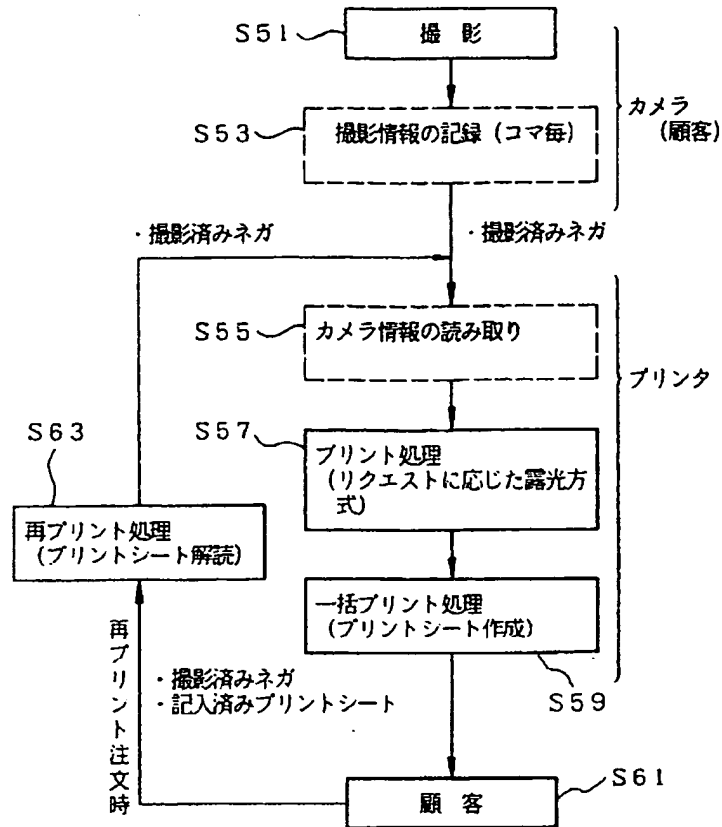 S51
撮 影
カメラ
(顧客)
S53
撮影情報の記録(コマ毎)
・撮影済みネガ
・撮影済みネガ
S55
カメラ情報の読み取り
プリンタ
S57
プリント処理
(リクエストに応じた露光方
式)
S63
再プリント処理
(プリントシート解読)
一括プリント処理
(プリントシート作成)
S59
再プリント注文時
・撮影済みネガ
・記入済みプリントシート
S61
顧 客